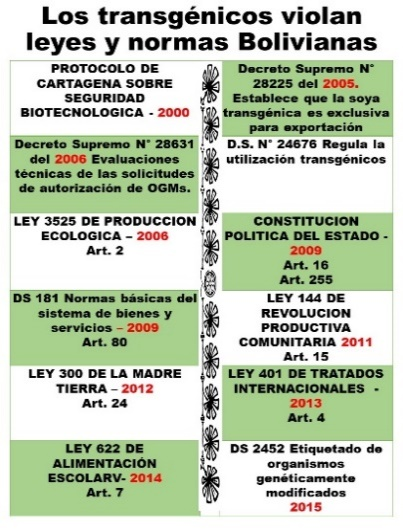 Los transgénicos violan
leyes y normas Bolivianas
PROTOCOLO DE
CARTAGENA SOBRE
SEGURIDAD
BIOTECNOLOGICA - 2000
Decreto Supremo N°
28225 del 2005.
Establece que la soya
transgénica es exclusiva
para exportación
Decreto Supremo N° 28631
del 2006 Evaluaciones
técnicas de las solicitudes
de autorización de OGMs.
D.S. N° 24676 Regula la
utilización transgénicos
LEY 3525 DE PRODUCCION
ECOLOGICA – 2006
Art. 2
CONSTITUCION
POLITICA DEL ESTADO -
2009
Art. 16
Art. 255
DS 181 Normas básicas del
sistema de bienes y
servicios – 2009
Art. 80
LEY 144 DE
REVOLUCION
PRODUCTIVA
COMUNITARIA 2011
Art. 15
LEY 300 DE LA MADRE
TIERRA – 2012
Art. 24
LEY 401 DE TRATADOS
INTERNACIONALES -
2013
Art. 4
LEY 622 DE
ALIMENTACIÓN
ESCOLARV- 2014
Art. 7
DS 2452 Etiquetado de
organismos
genéticamente
modificados
2015